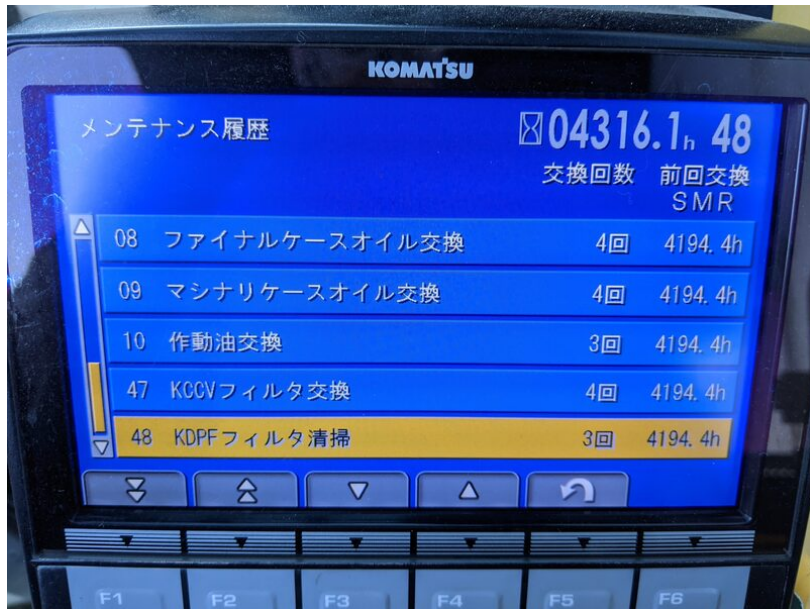 KOMATSU
メンテナンス履歴 04316.1h 48
交換回数 前回交換
SMR
08 ファイナルケースオイル交換 4回 4194.4h
09 マシナリケースオイル交換 4回 4194.4h
10 作動油交換 3回 4194.4h
47 KCCVフィルタ交換 4回 4194.4h
48 KDPFフィルタ清掃 3回 4194.4h
F1 F2 F3 F4 F5 F6